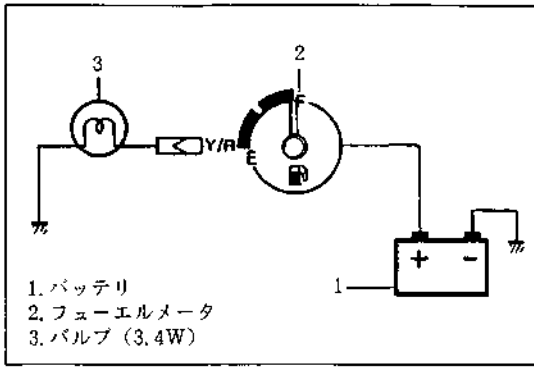 3
2
Y/R
F
E
+ -
1
1. バッテリ
2. フューエルメータ
3. バルブ (3.4W)